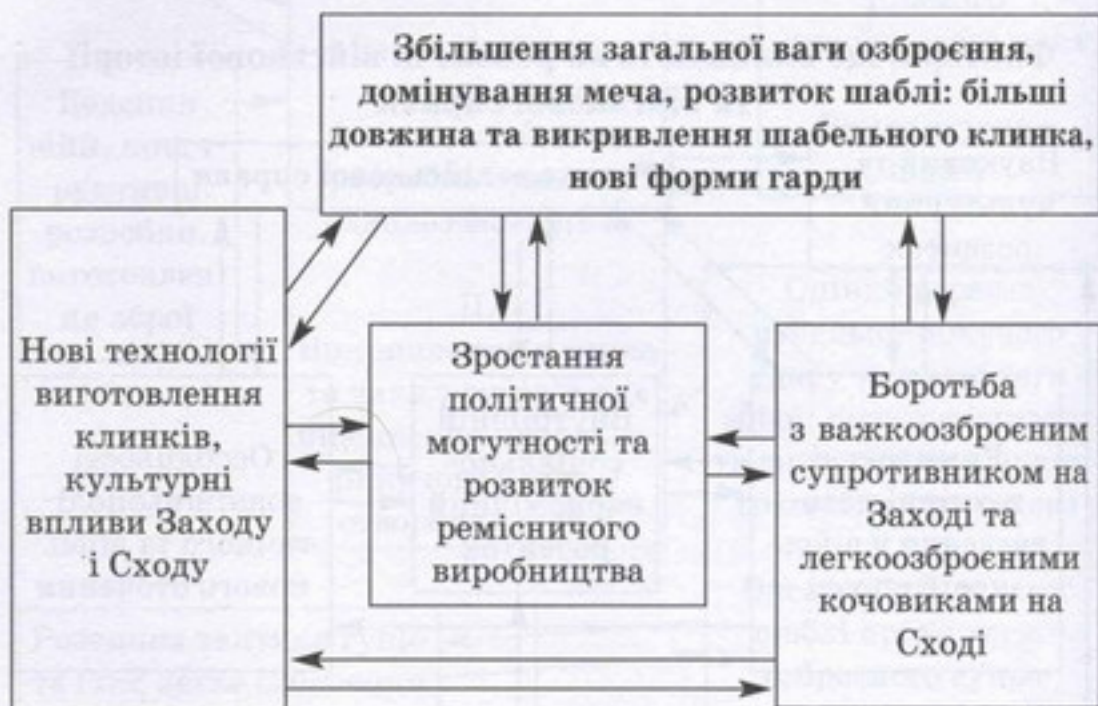 Збільшення загальної ваги озброєння,
домінування меча, розвиток шаблі: більші
довжина та викривлення шабельного клинка,
нові форми гарди
Нові технології
виготовлення
клинків,
культурні
впливи Заходу
і Сходу
Зростання
політичної
могутності та
розвиток
ремісничого
виробництва
Боротьба
з важкоозброєним
супротивником на
Заході та
легкоозброєними
кочовиками на
Сході